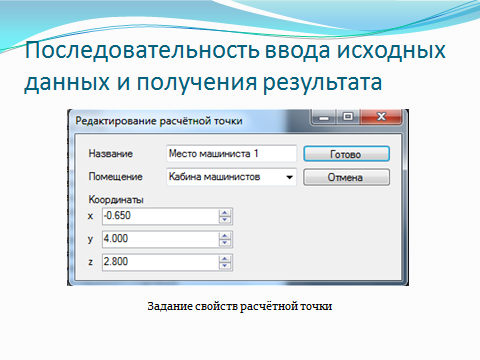 Последовательность ввода исходных
данных и получения результата
Редактирование расчётной точки
Название Место машиниста 1 Готово
Помещение Кабина машинистов Отмена
Координаты
x -0.650
y 4.000
z 2.800
Задание свойств расчётной точки